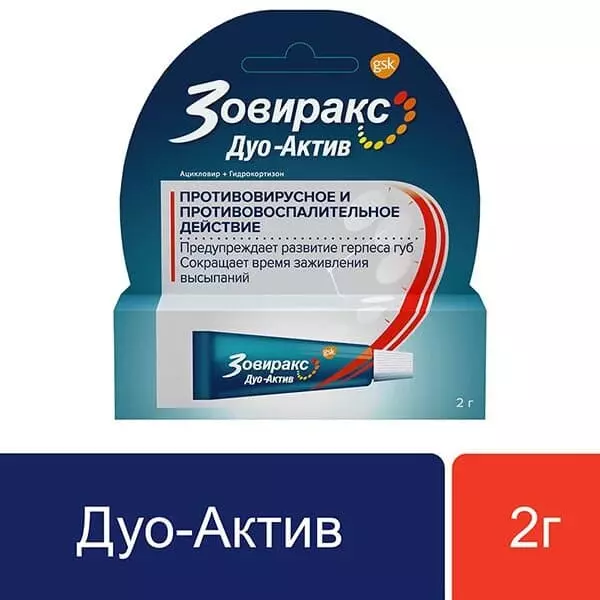 gsk
Зовиракс
Дуо-Актив
Ацикловир + Гидрокортизон
ПРОТИВОВИРУСНОЕ И
ПРОТИВОВОСПАЛИТЕЛЬНОЕ
ДЕЙСТВИЕ
Предупреждает развитие герпеса губ
Сокращает время заживления
высыпаний
gsk
Зовиракс
Дуо-Актив
2 г
Дуо-Актив
2г